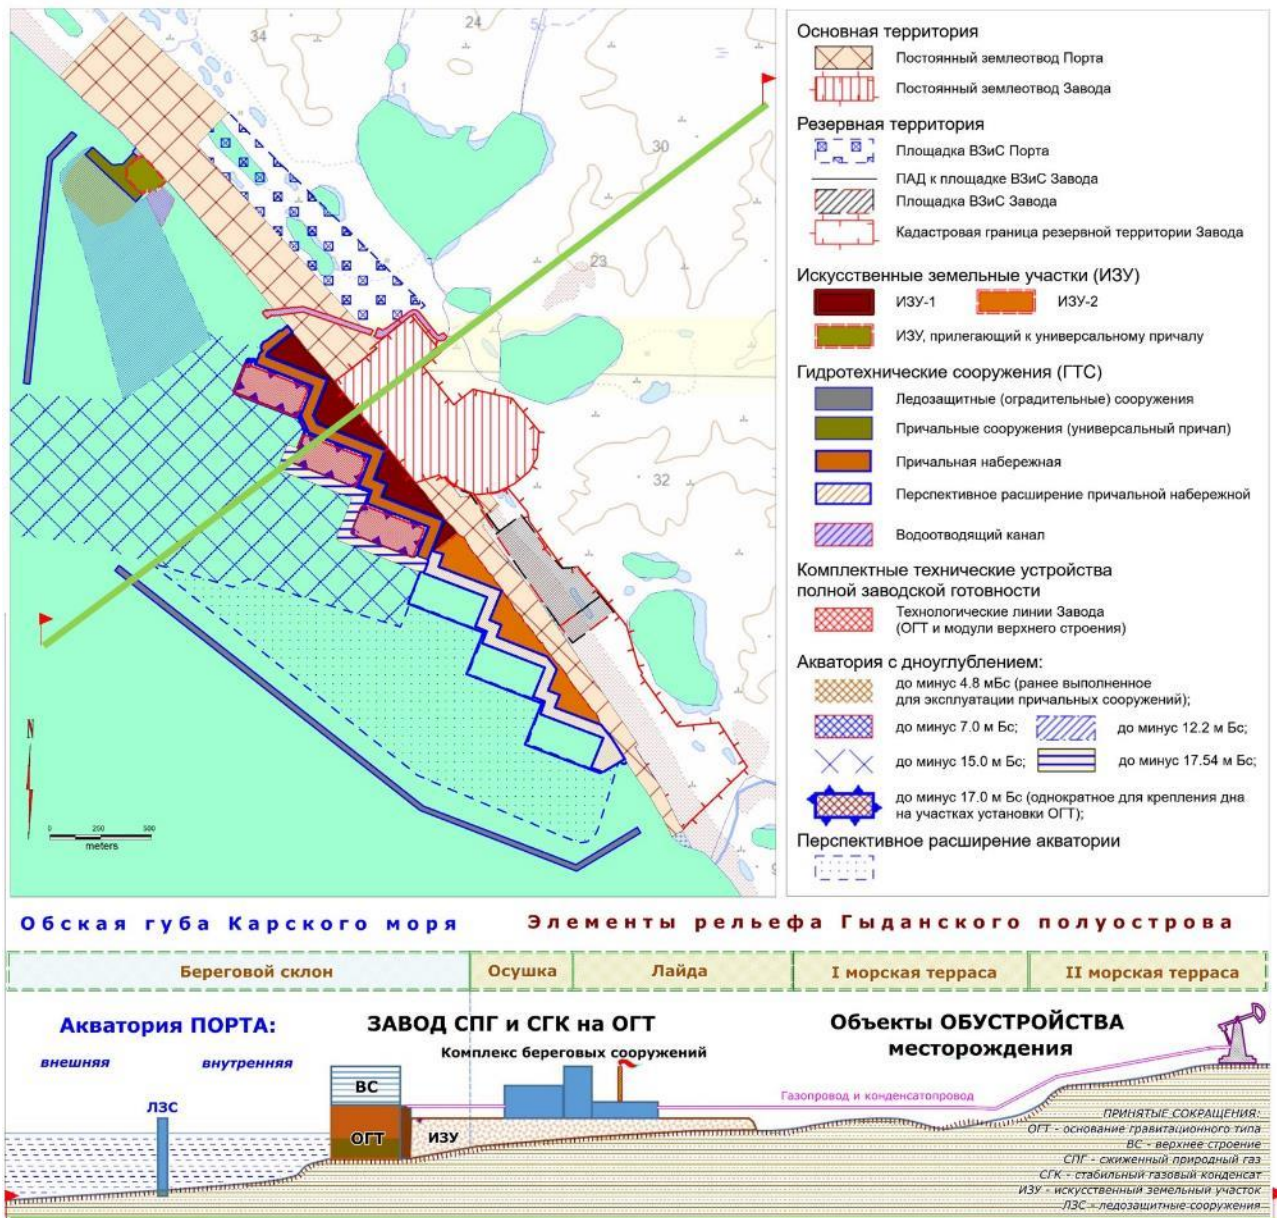 34
24
56
1
30
23
32
9
N
0 250 500
meters
Основная территория
Постоянный землеотвод Порта
Постоянный землеотвод Завода
Резервная территория
Площадка ВЗиС Порта
ПАД к площадке ВЗиС Завода
Площадка ВЗиС Завода
Кадастровая граница резервной территории Завода
Искусственные земельные участки (ИЗУ)
ИЗУ-1 ИЗУ-2
ИЗУ, прилегающий к универсальному причалу
Гидротехнические сооружения (ГТС)
Ледозащитные (оградительные) сооружения
Причальные сооружения (универсальный причал)
Причальная набережная
Перспективное расширение причальной набережной
Водоотводящий канал
Комплектные технические устройства
полной заводской готовности
Технологические линии Завода
(ОГТ и модули верхнего строения)
Акватория с дноуглублением:
до минус 4.8 мБс (ранее выполненное
для эксплуатации причальных сооружений);
до минус 7.0 м Бс; до минус 12.2 м Бс;
до минус 15.0 м Бс; до минус 17.54 м Бс;
до минус 17.0 м Бс (однократное для крепления дна
на участках установки ОГТ);
Перспективное расширение акватории
Обская губа Карского моря Элементы рельефа Гыданского полуострова
Береговой склон Осушка Лайда I морская терраса II морская терраса
Акватория ПОРТА: ЗАВОД СПГ и СГК на ОГТ Объекты ОБУСТРОЙСТВА
месторождения
внешняя внутренняя Комплекс береговых сооружений
ВС
Газопровод и конденсатопровод
ЛЗС
ОГТ ИЗУ
ПРИНЯТЫЕ СОКРАЩЕНИЯ:
ОГТ - основание гравитационного типа
ВС - верхнее строение
СПГ - сжиженный природный газ
СГК - стабильный газовый конденсат
ИЗУ - искусственный земельный участок
ЛЗС - ледозащитные сооружения